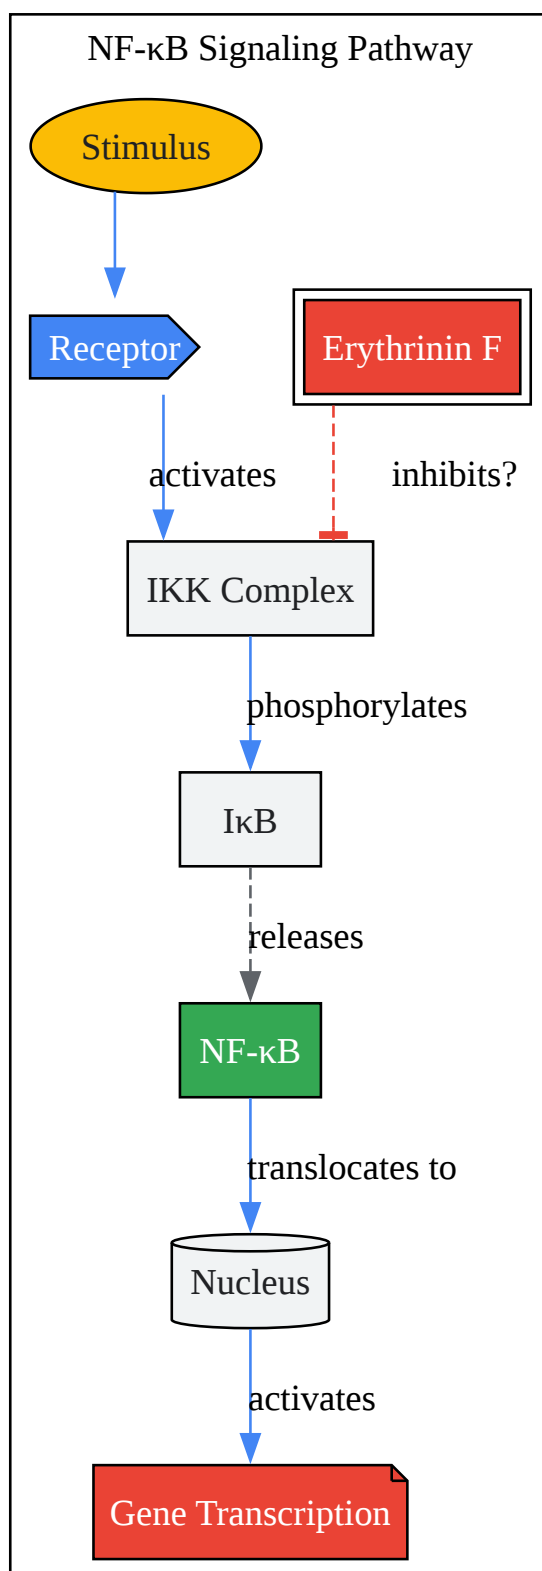 NF-κB Signaling Pathway
Stimulus
Receptor
Erythrinin F
activates
inhibits?
IKK Complex
phosphorylates
IκB
releases
NF-κB
translocates to
Nucleus
activates
Gene Transcription